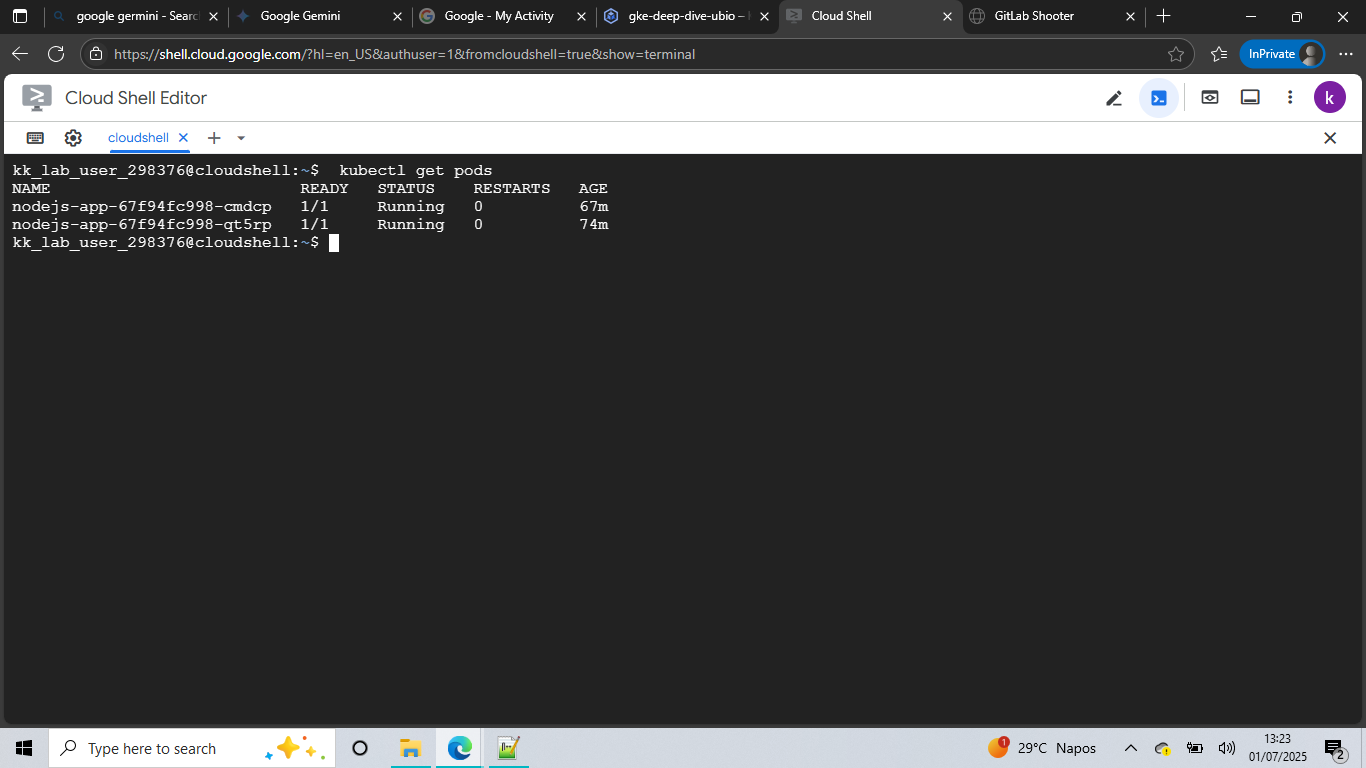 google germini - Searc
Google Gemini
Google - My Activity
gke-deep-dive-ubio –
Cloud Shell
GitLab Shooter
https://shell.cloud.google.com/?hl=en_US&authuser=1&fromcloudshell=true&show=terminal
InPrivate
Cloud Shell Editor
k
cloudshell
kk_lab_user_298376@cloudshell:~$  kubectl get pods
NAME READY STATUS RESTARTS AGE
nodejs-app-67f94fc998-cmdcp 1/1 Running 0 67m
nodejs-app-67f94fc998-qt5rp 1/1 Running 0 74m
kk_lab_user_298376@cloudshell:~$
Type here to search
1
29°C Napos
13:23
01/07/2025
2